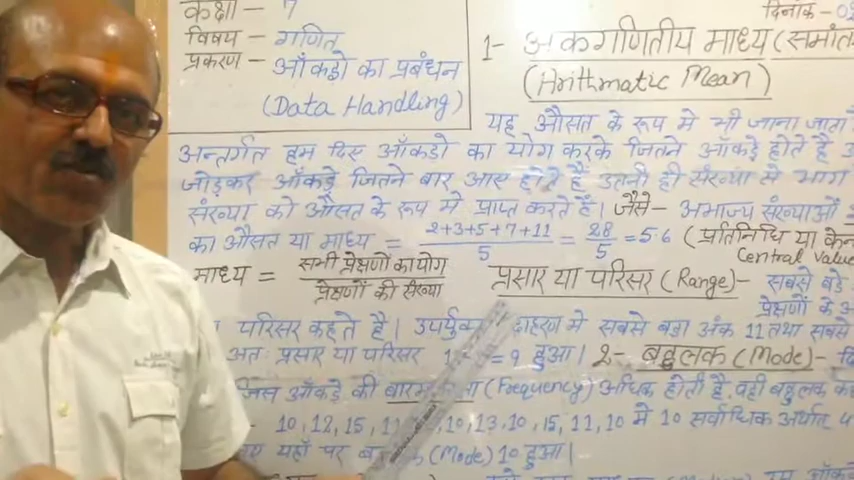 कक्षा - 7
विषय - गणित
प्रकरण - आँकड़ो का प्रबंधन
(Data Handling)
दिनांक - 0
1- अंकगणितीय माध्य (समांत
(Arithmatic Mean)
यह औसत के रूप मे भी जाना जाता है
अन्तर्गत हम दिए आँकडो का योग करके जितने आँकड़े होते है
जोड़कर आँकड़े जितने बार आए होते हैं उतनी ही संख्या से भाग
संख्या को औसत के रूप मे प्राप्त करते हैं। जैसे- अभाज्य संख्याओं
का औसत या माध्य = 2+3+5+7+11 / 5 = 28 / 5 = 5.6 (प्रतिनिधि या केन
Central Value
माध्य = सभी प्रेक्षणों का योग / प्रेक्षणों की संख्या
प्रसार या परिसर (Range)- सबसे बड़े
प्रेक्षणों के अ
परिसर कहते है। उपर्युक्त दाहरण मे सबसे बडा अंक 11 तथा सबसे
अतः प्रसार या परिसर 1 = 9 हुआ। 2- बहुलक (Mode)-
जिस आँकड़े की (Frequency) अधिक होती है, वही बहुलक
10, 12, 15, 11 10, 13, 10, 15, 11, 10 मे 10 सर्वाधिक अर्थात्
यहाँ पर (Mode) 10 हुआ।